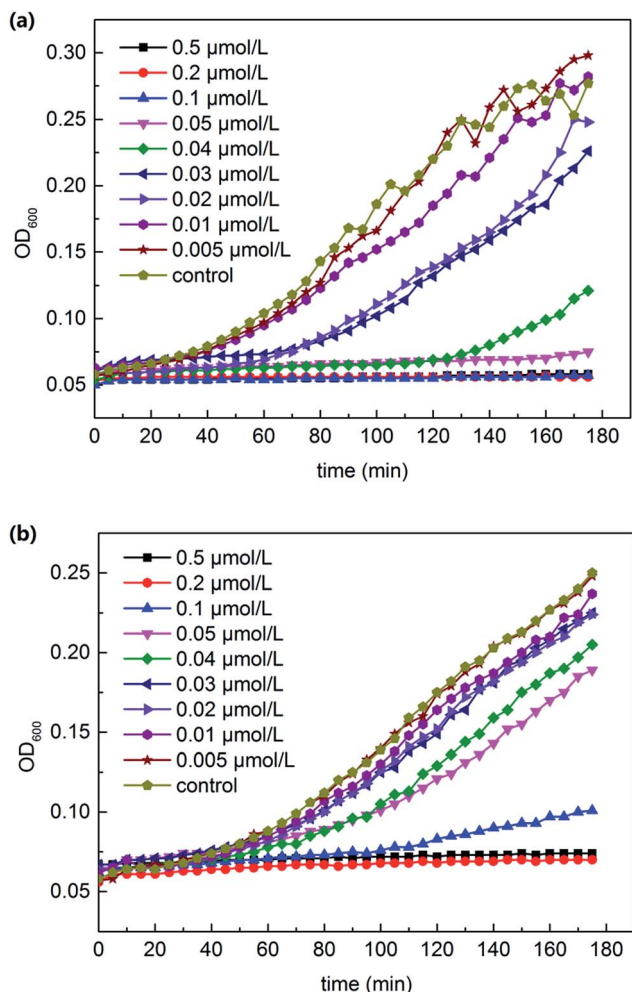 (a)
0.5 µmol/L
0.2 µmol/L
0.1 µmol/L
0.05 µmol/L
0.04 µmol/L
0.03 µmol/L
0.02 µmol/L
0.01 µmol/L
0.005 µmol/L
control
OD600
0.30
0.25
0.20
0.15
0.10
0.05
0 20 40 60 80 100 120 140 160 180
time (min)
(b)
0.5 µmol/L
0.2 µmol/L
0.1 µmol/L
0.05 µmol/L
0.04 µmol/L
0.03 µmol/L
0.02 µmol/L
0.01 µmol/L
0.005 µmol/L
control
OD600
0.25
0.20
0.15
0.10
0.05
0 20 40 60 80 100 120 140 160 180
time (min)